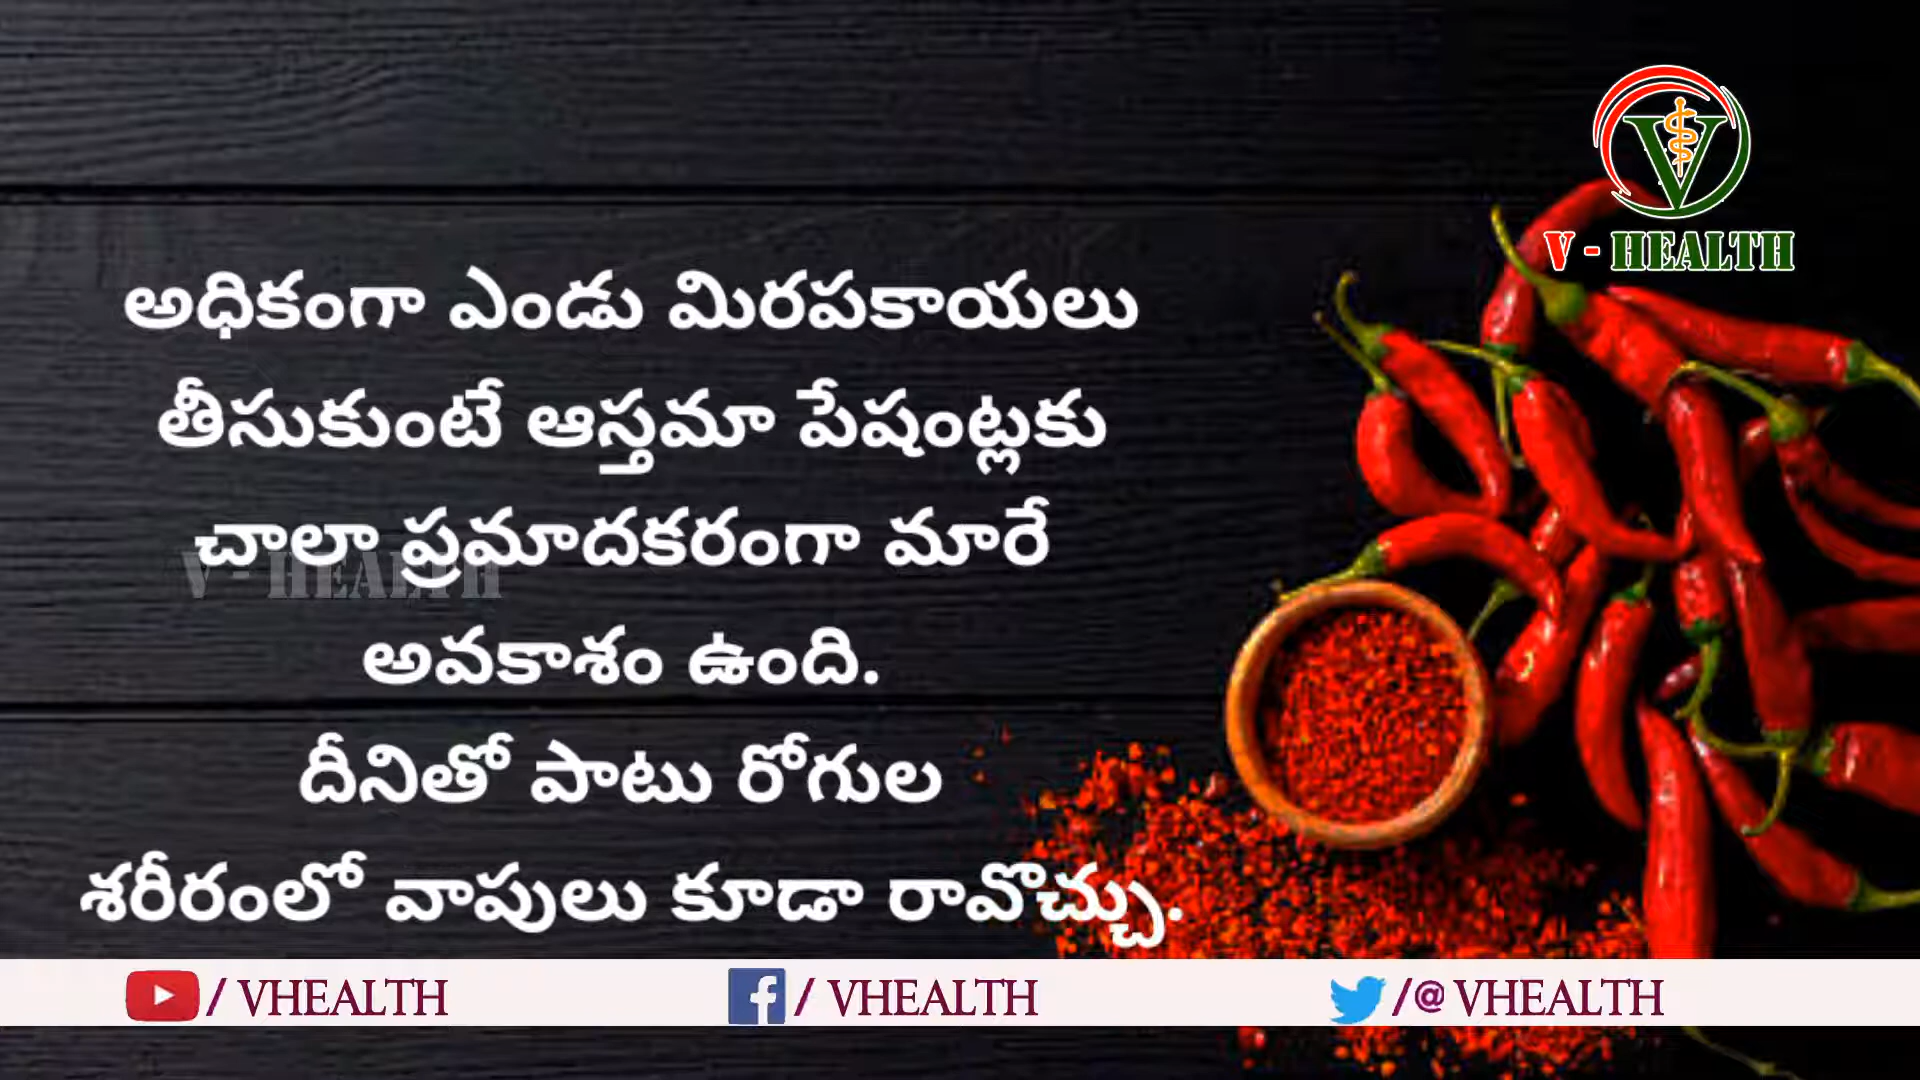 V - HEALTH
అధికంగా ఎండు మిరపకాయలు
తీసుకుంటే ఆస్తమా పేషంట్లకు
చాలా ప్రమాదకరంగా మారే
V - HEALTH
అవకాశం ఉంది.
దీనితో పాటు రోగుల
శరీరంలో వాపులు కూడా రావొచ్చు.
/ VHEALTH / VHEALTH /@ VHEALTH